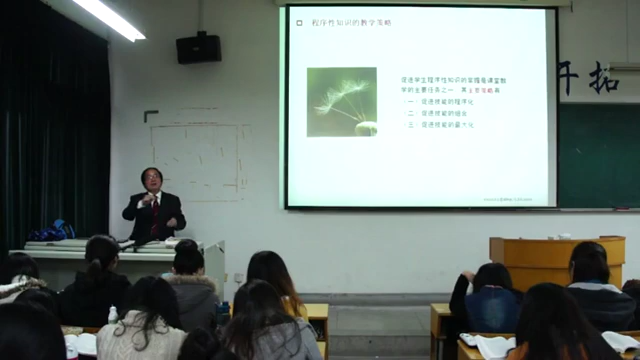 程序性知识的教学策略
促进学生程序性知识的掌握是课堂教
学的主要任务之一，其主要策略有
一、促进技能的程序化
二、促进技能的组合
三、促进技能的最大化
开拓